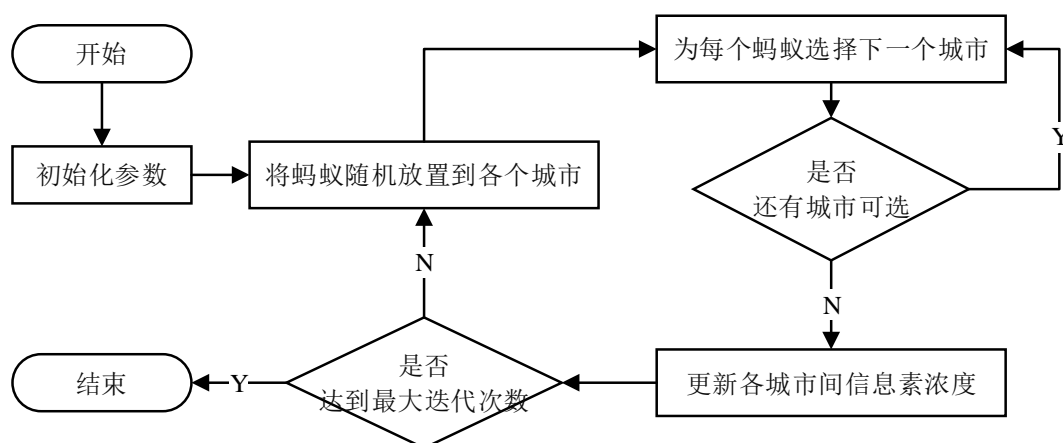 开始
初始化参数
将蚂蚁随机放置到各个城市
为每个蚂蚁选择下一个城市
是否
还有城市可选
Y
N
更新各城市间信息素浓度
是否
达到最大迭代次数
N
Y
结束